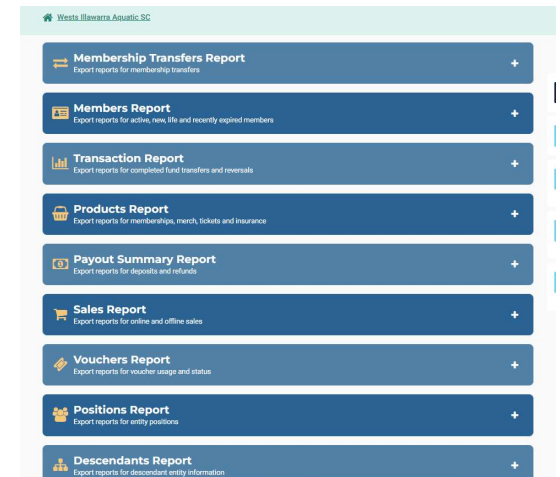 Wests Illawarra Aquatic SC
Membership Transfers Report
Export reports for membership transfers
Members Report
Export reports for active, new, life and recently expired members
Transaction Report
Export reports for completed fund transfers and reversals
Products Report
Export reports for memberships, merch, tickets and insurance
Payout Summary Report
Export reports for deposits and refunds
Sales Report
Export reports for online and offline sales
Vouchers Report
Export reports for voucher usage and status
Positions Report
Export reports for entity positions
Descendants Report
Export reports for descendant entity information